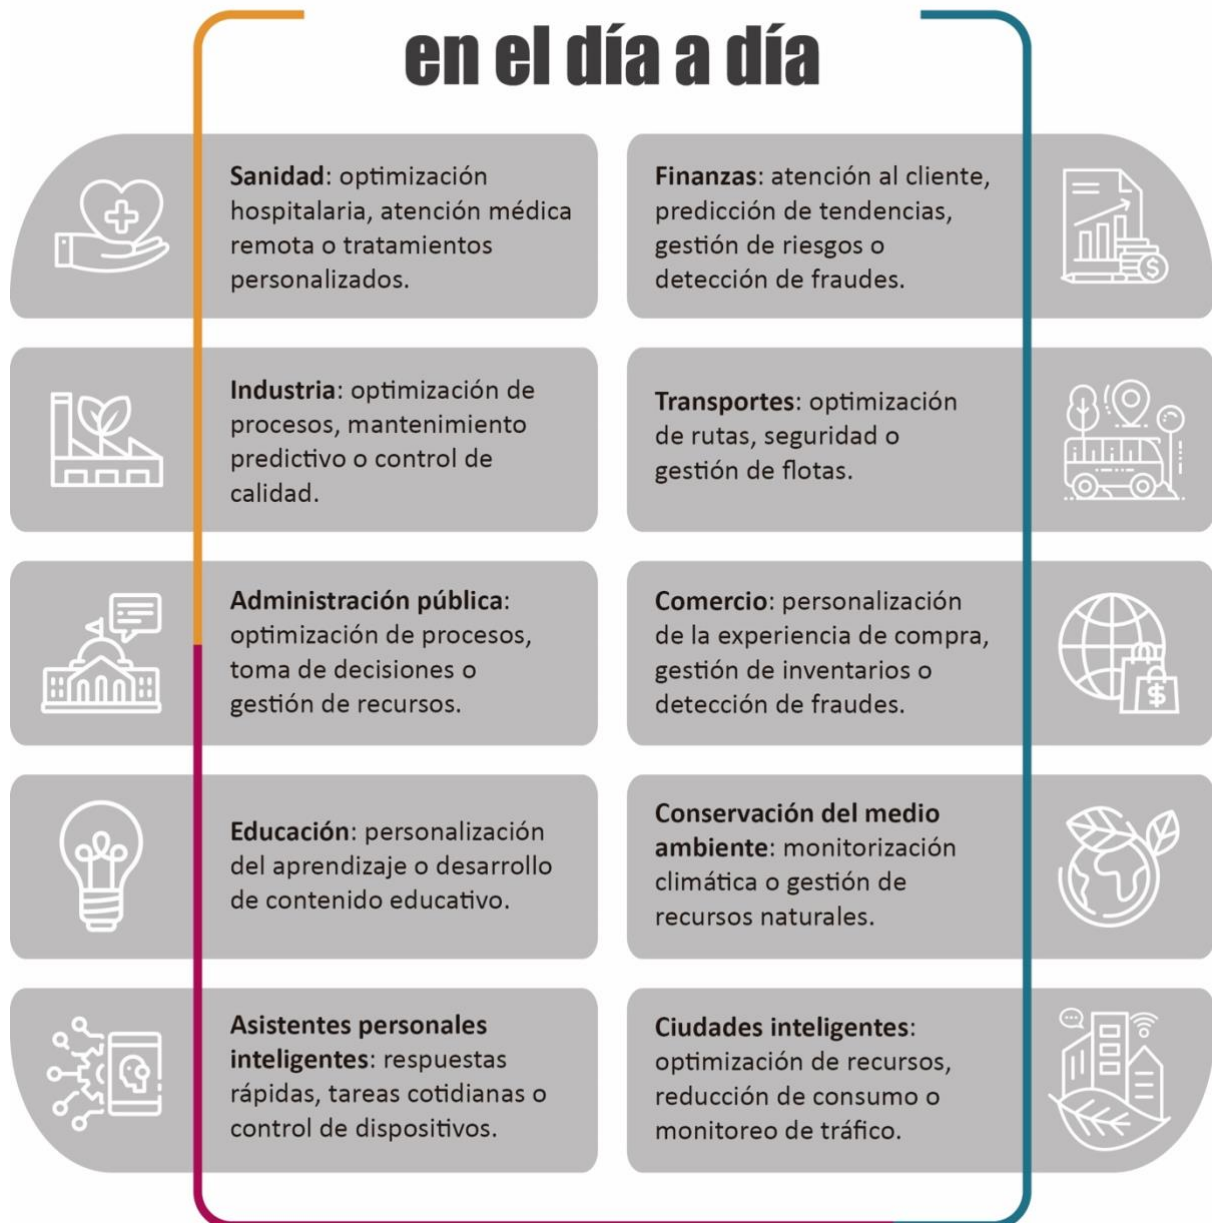 en el día a día
Sanidad: optimización
hospitalaria, atención médica
remota o tratamientos
personalizados.
Finanzas: atención al cliente,
predicción de tendencias,
gestión de riesgos o
detección de fraudes.
Industria: optimización de
procesos, mantenimiento
predictivo o control de
calidad.
Transportes: optimización
de rutas, seguridad o
gestión de flotas.
Administración pública:
optimización de procesos,
toma de decisiones o
gestión de recursos.
Comercio: personalización
de la experiencia de compra,
gestión de inventarios o
detección de fraudes.
Educación: personalización
del aprendizaje o desarrollo
de contenido educativo.
Conservación del medio
ambiente: monitorización
climática o gestión de
recursos naturales.
Asistentes personales
inteligentes: respuestas
rápidas, tareas cotidianas o
control de dispositivos.
Ciudades inteligentes:
optimización de recursos,
reducción de consumo o
monitoreo de tráfico.